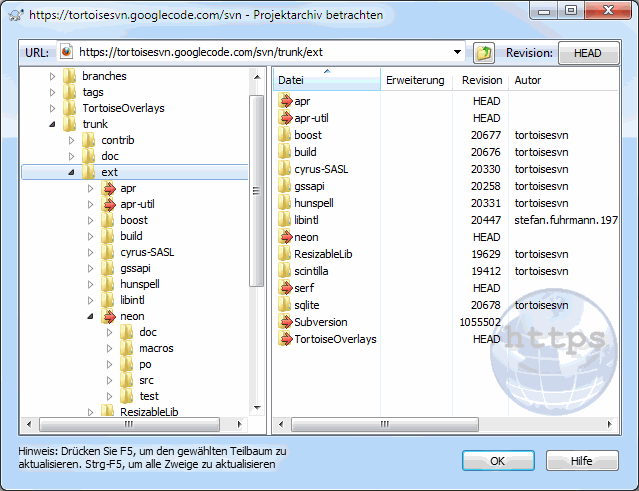 https://tortoisesvn.googlecode.com/svn - Projektarchiv betrachten
URL: https://tortoisesvn.googlecode.com/svn/trunk/ext Revision: HEAD
branches
tags
TortoiseOverlays
trunk
contrib
doc
ext
apr
apr-util
boost
build
cyrus-SASL
gssapi
hunspell
libintl
neon
doc
macros
po
src
test
ResizableLib
Datei Erweiterung Revision Autor
apr HEAD
apr-util HEAD
boost 20677 tortoisesvn
build 20676 tortoisesvn
cyrus-SASL 20330 tortoisesvn
gssapi 20258 tortoisesvn
hunspell 20331 tortoisesvn
libintl 20447 stefan.fuhrmann.197
neon HEAD
ResizableLib 19629 tortoisesvn
scintilla 19412 tortoisesvn
serf HEAD
sqlite 20678 tortoisesvn
Subversion 1055502
TortoiseOverlays HEAD
https
Hinweis: Drücken Sie F5, um den gewählten Teilbaum zu
aktualisieren. Strg-F5, um alle Zweige zu aktualisieren
OK Hilfe